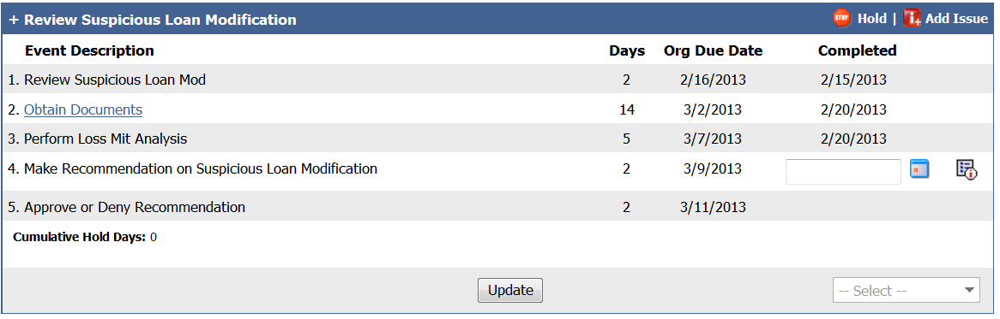 + Review Suspicious Loan Modification STOP Hold | i+ Add Issue
Event Description Days Org Due Date Completed
1. Review Suspicious Loan Mod 2 2/16/2013 2/15/2013
2. Obtain Documents 14 3/2/2013 2/20/2013
3. Perform Loss Mit Analysis 5 3/7/2013 2/20/2013
4. Make Recommendation on Suspicious Loan Modification 2 3/9/2013
5. Approve or Deny Recommendation 2 3/11/2013
Cumulative Hold Days: 0
Update -- Select --